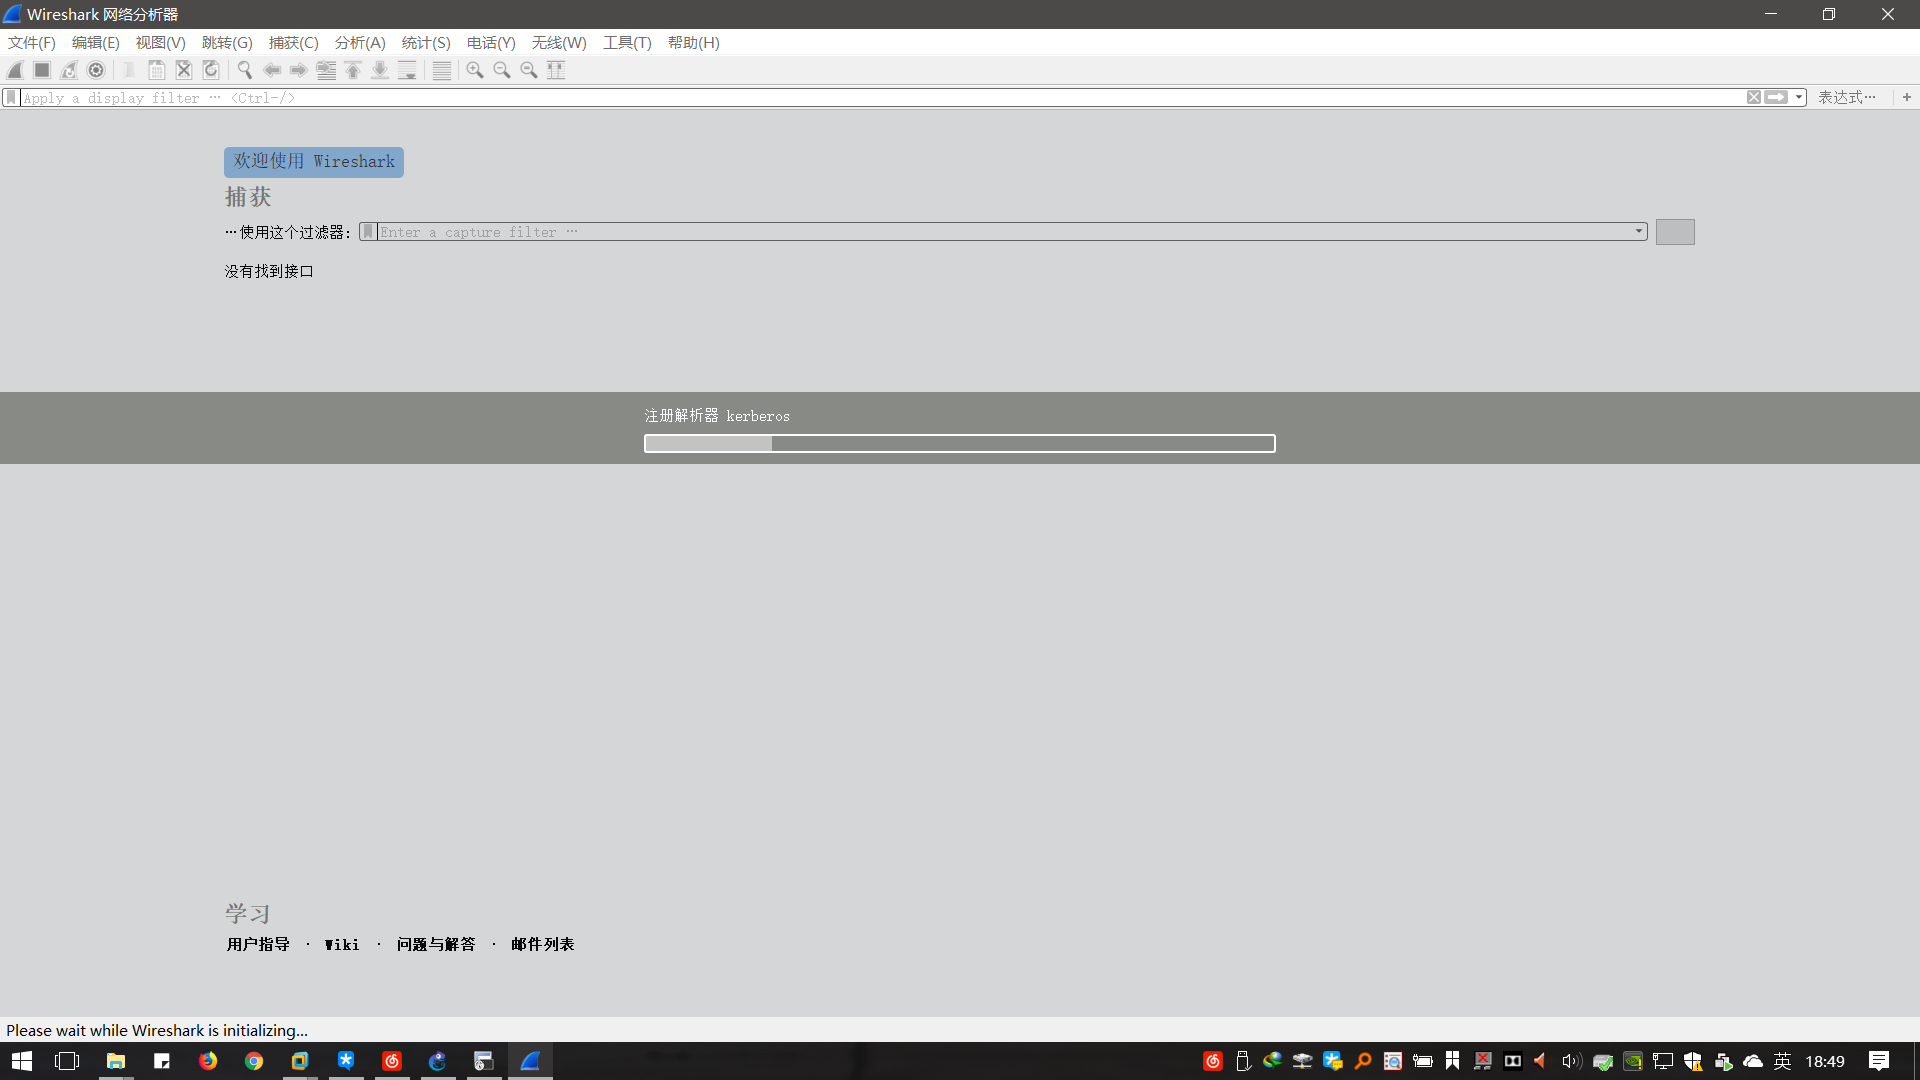 Wireshark 网络分析器
文件(F) 编辑(E) 视图(V) 跳转(G) 捕获(C) 分析(A) 统计(S) 电话(Y) 无线(W) 工具(T) 帮助(H)
Apply a display filter … <Ctrl-/> 表达式… +
欢迎使用 Wireshark
捕获
…使用这个过滤器: Enter a capture filter …
没有找到接口
注册解析器 kerberos
学习
用户指导 · Wiki · 问题与解答 · 邮件列表
Please wait while Wireshark is initializing...
英 18:49